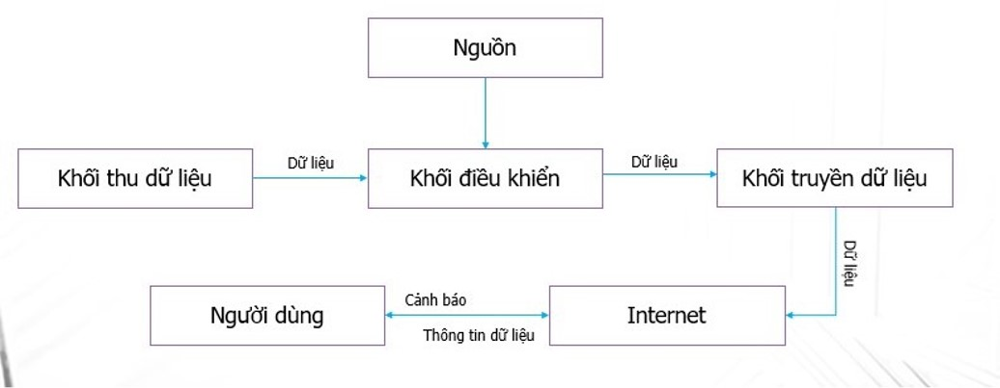 Nguồn
Khối thu dữ liệu
Dữ liệu
Khối điều khiển
Dữ liệu
Khối truyền dữ liệu
Dữ liệu
Người dùng
Cảnh báo
Thông tin dữ liệu
Internet